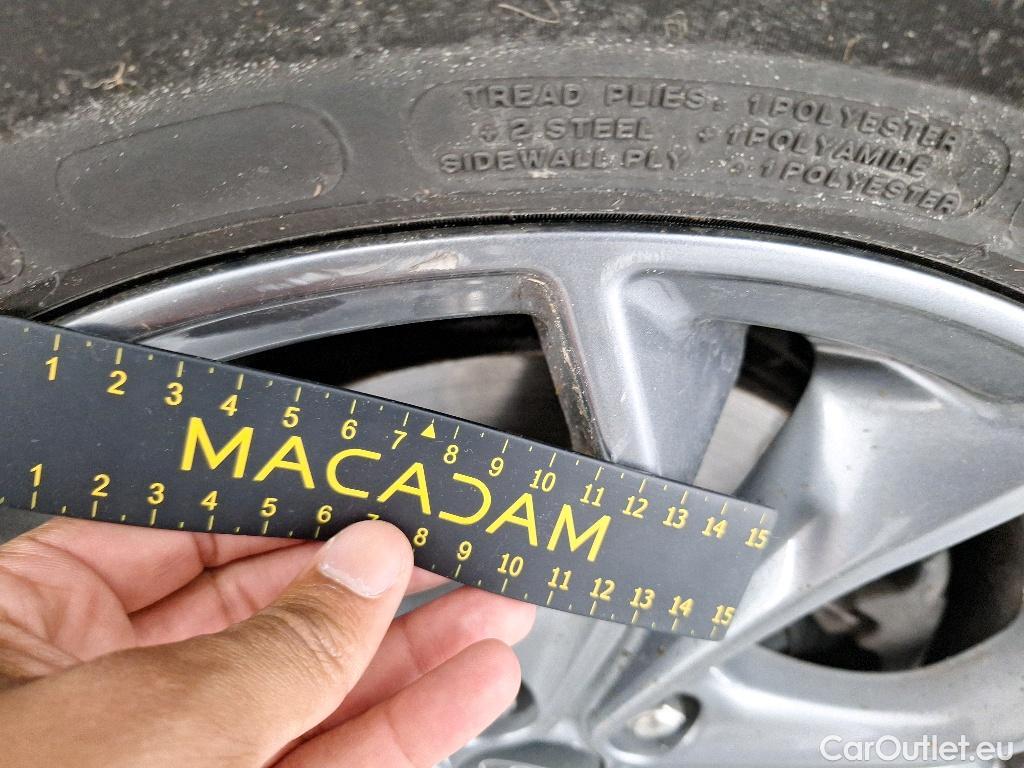 TREAD PLIES: 1 POLYESTER
+ 2 STEEL + 1 POLYAMIDE
SIDEWALL PLY : 1 POLYESTER
1 2 3 4 5 6 7 8 9 10 11 12 13 14 15
MACADAM
1 2 3 4 5 6 7 8 9 10 11 12 13 14 15
CarOutlet.eu